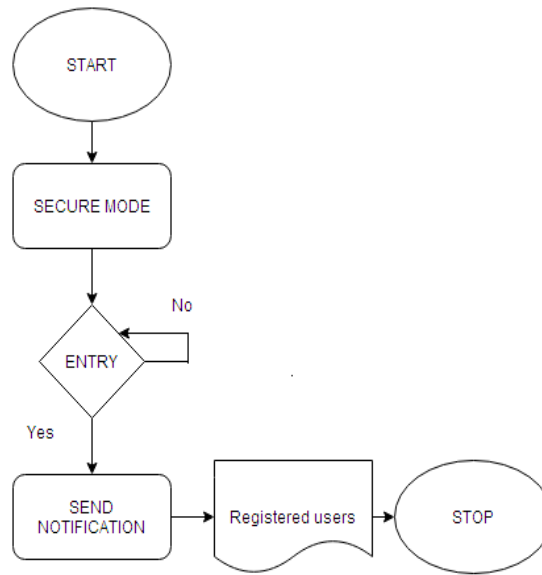 START
SECURE MODE
No
ENTRY
Yes
SEND
NOTIFICATION
Registered users
STOP